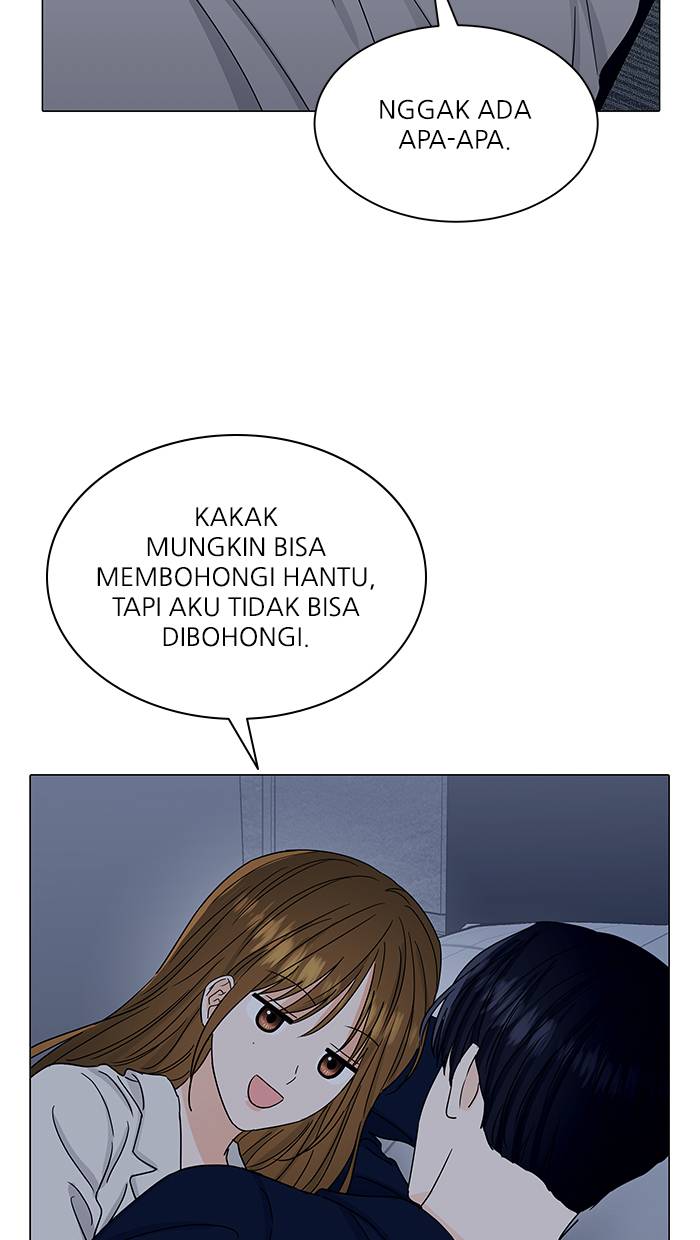 NGGAK ADA
APA-APA.
KAKAK
MUNGKIN BISA
MEMBOHONGI HANTU,
TAPI AKU TIDAK BISA
DIBOHONGI.